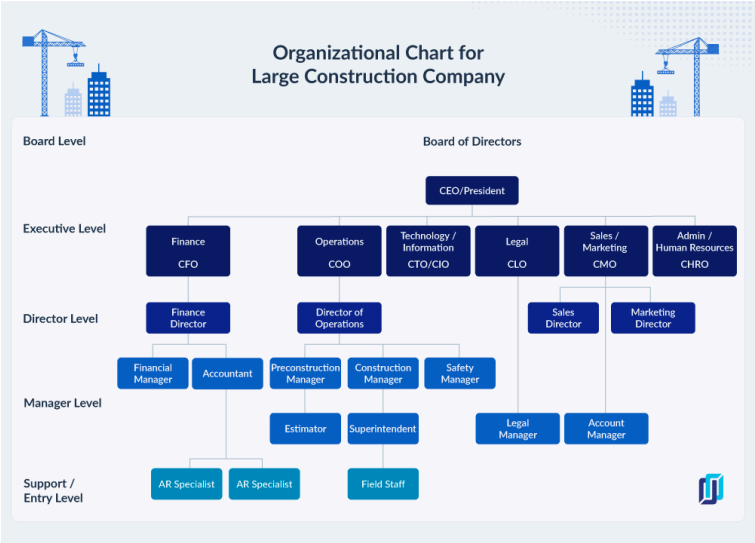 Organizational Chart for
Large Construction Company
Board Level
Board of Directors
CEO/President
Executive Level
Finance
CFO
Operations
COO
Technology /
Information
CTO/CIO
Legal
CLO
Sales /
Marketing
CMO
Admin /
Human Resources
CHRO
Director Level
Finance
Director
Director of
Operations
Sales
Director
Marketing
Director
Manager Level
Financial
Manager
Accountant
Preconstruction
Manager
Construction
Manager
Safety
Manager
Estimator
Superintendent
Legal
Manager
Account
Manager
Support /
Entry Level
AR Specialist
AR Specialist
Field Staff